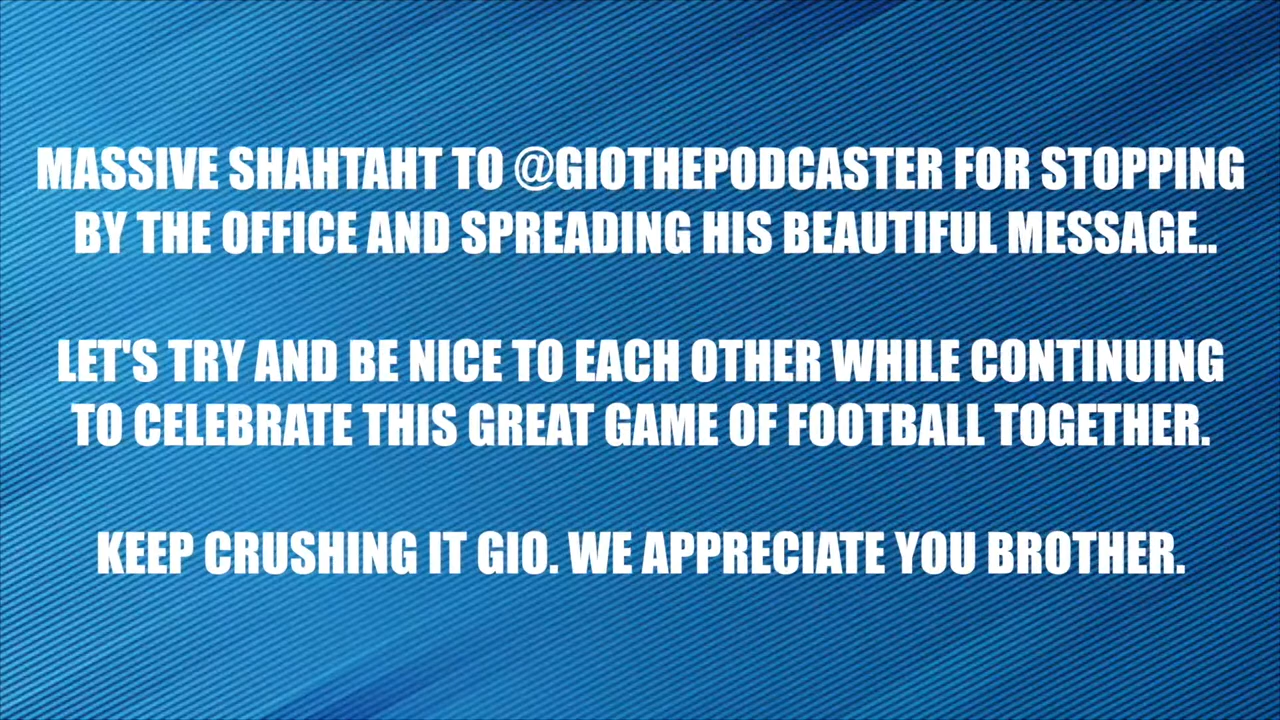 MASSIVE SHAHTAHT TO @GIOTHEPODCASTER FOR STOPPING
BY THE OFFICE AND SPREADING HIS BEAUTIFUL MESSAGE..
LET'S TRY AND BE NICE TO EACH OTHER WHILE CONTINUING
TO CELEBRATE THIS GREAT GAME OF FOOTBALL TOGETHER.
KEEP CRUSHING IT GIO. WE APPRECIATE YOU BROTHER.